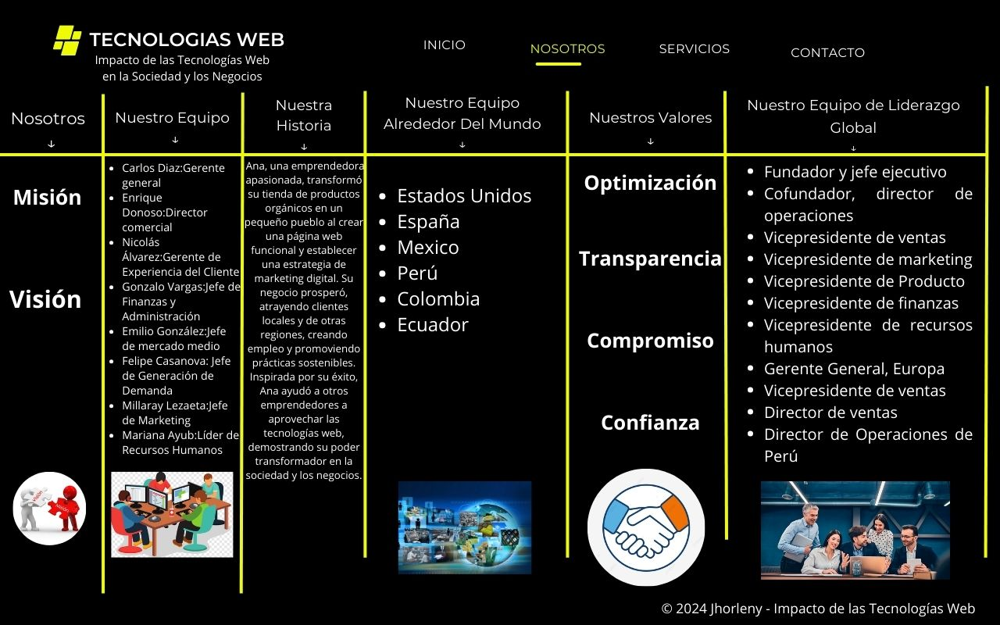 TECNOLOGIAS WEB
Impacto de las Tecnologías Web
en la Sociedad y los Negocios
INICIO
NOSOTROS
SERVICIOS
CONTACTO
Nosotros
Misión
Visión
Visión
Misión
Nuestro Equipo
Carlos Diaz:Gerente
general
Enrique
Donoso:Director
comercial
Nicolás
Álvarez:Gerente de
Experiencia del Cliente
Gonzalo Vargas:Jefe de
Finanzas y
Administración
Emilio González:Jefe
de mercado medio
Felipe Casanova: Jefe
de Generación de
Demanda
Millaray Lezaeta:Jefe
de Marketing
Mariana Ayub:Líder de
Recursos Humanos
Nuestra
Historia
Ana, una emprendedora
apasionada, transformó
su tienda de productos
orgánicos en un
pequeño pueblo al crear
una página web
funcional y establecer
una estrategia de
marketing digital. Su
negocio prosperó,
atrayendo clientes
locales y de otras
regiones, creando
empleo y promoviendo
prácticas sostenibles.
Inspirada por su éxito,
Ana ayudó a otros
emprendedores a
aprovechar las
tecnologías web,
demostrando su poder
transformador en la
sociedad y los negocios.
Nuestro Equipo
Alrededor Del Mundo
Estados Unidos
España
Mexico
Perú
Colombia
Ecuador
Nuestros Valores
Optimización
Transparencia
Compromiso
Confianza
Nuestro Equipo de Liderazgo
Global
Fundador y jefe ejecutivo
Cofundador, director de
operaciones
Vicepresidente de ventas
Vicepresidente de marketing
Vicepresidente de Producto
Vicepresidente de finanzas
Vicepresidente de recursos
humanos
Gerente General, Europa
Vicepresidente de ventas
Director de ventas
Director de Operaciones de
Perú
© 2024 Jhorleny - Impacto de las Tecnologías Web